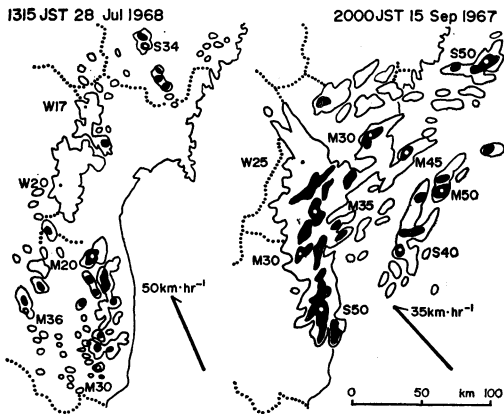 1315 JST 28 Jul 1968
2000JST 15 Sep 1967
S34
S50
W17
M30
W25
M45
W20
M50
M35
M20
M30
S40
M36
50km·hr⁻¹
S50
35km·hr⁻¹
M30
km
0 50 100